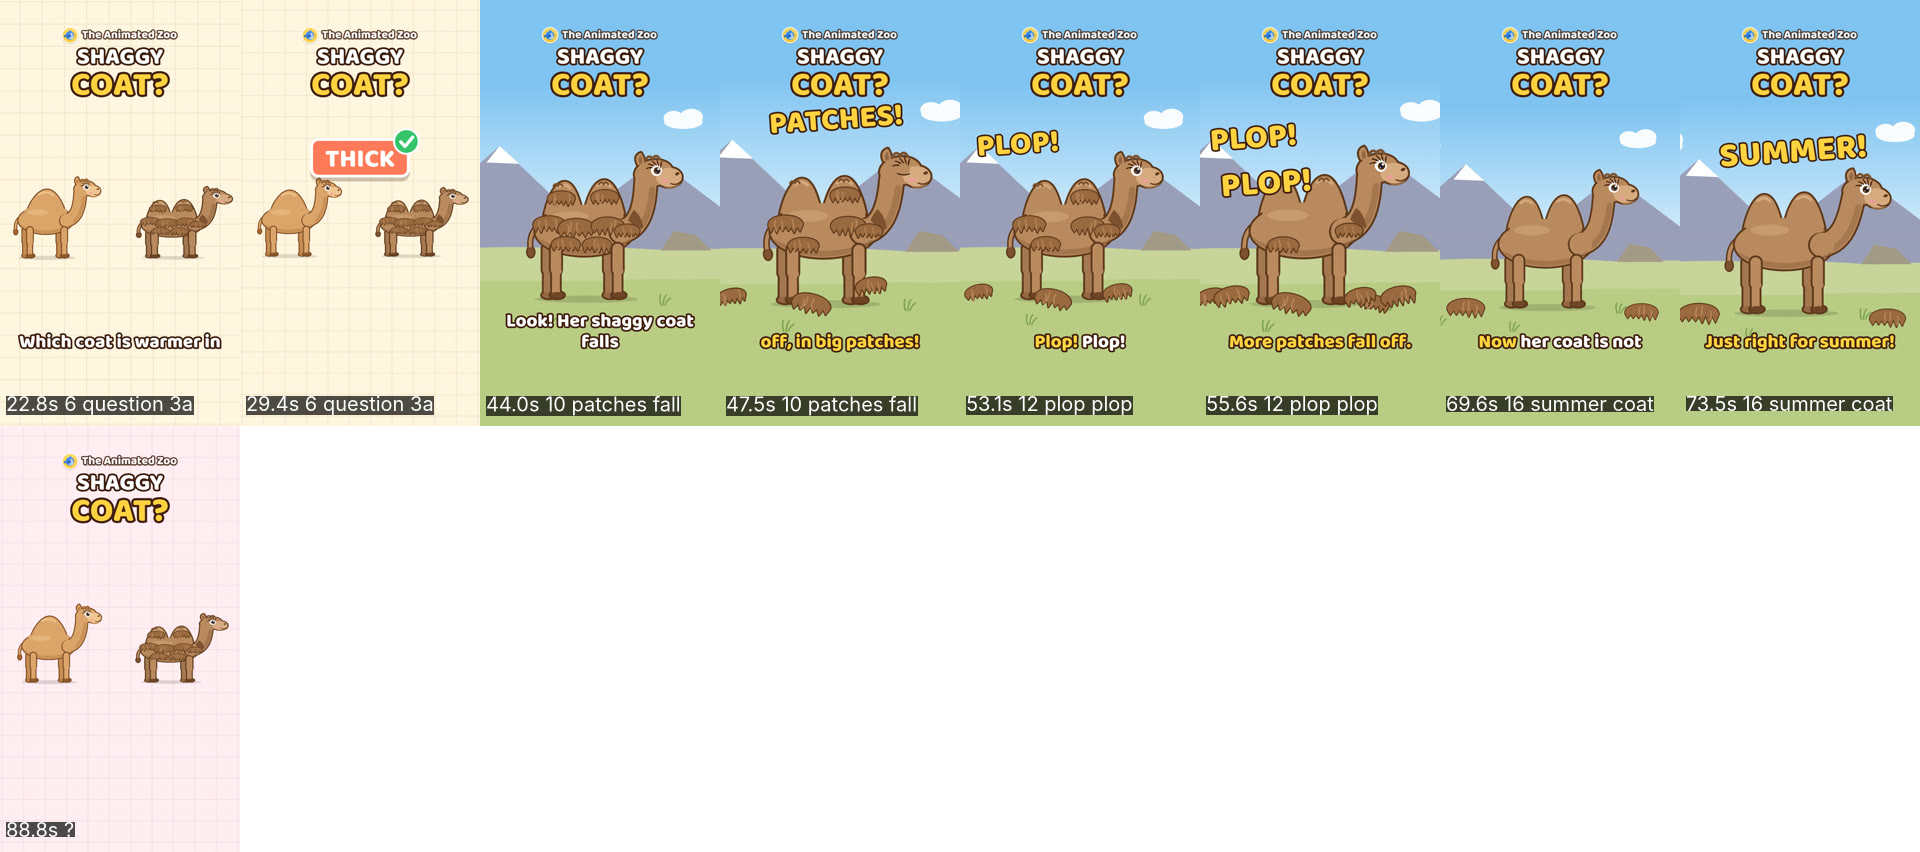 The Animated Zoo
SHAGGY
COAT?
Which coat is warmer in
22.8s 6 question 3a
The Animated Zoo
SHAGGY
COAT?
THICK
29.4s 6 question 3a
The Animated Zoo
SHAGGY
COAT?
Look! Her shaggy coat
falls
44.0s 10 patches fall
The Animated Zoo
SHAGGY
COAT?
PATCHES!
off, in big patches!
47.5s 10 patches fall
The Animated Zoo
SHAGGY
COAT?
PLOP!
Plop! Plop!
53.1s 12 plop plop
The Animated Zoo
SHAGGY
COAT?
PLOP!
PLOP!
More patches fall off.
55.6s 12 plop plop
The Animated Zoo
SHAGGY
COAT?
Now her coat is not
69.6s 16 summer coat
The Animated Zoo
SHAGGY
COAT?
SUMMER!
Just right for summer!
73.5s 16 summer coat
The Animated Zoo
SHAGGY
COAT?
88.8s ?